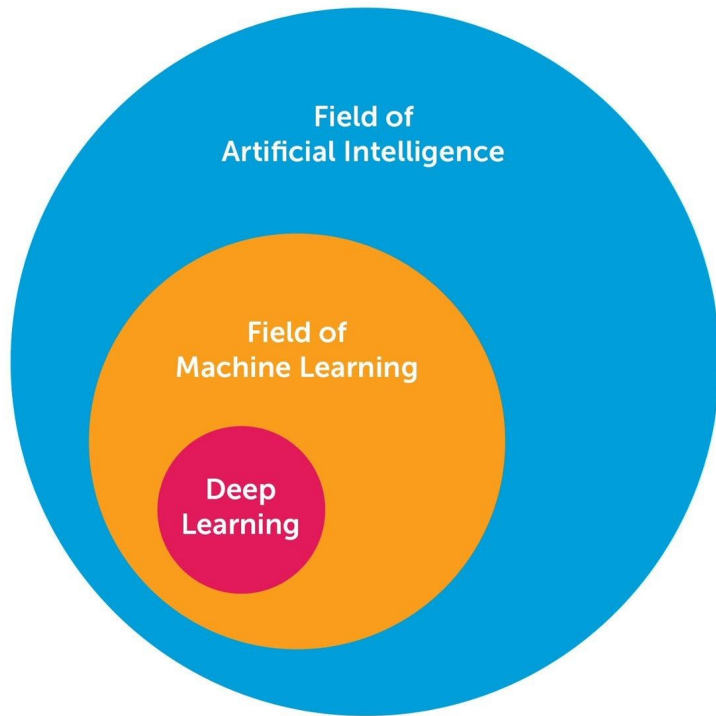 Field of
Artificial Intelligence
Field of
Machine Learning
Deep
Learning